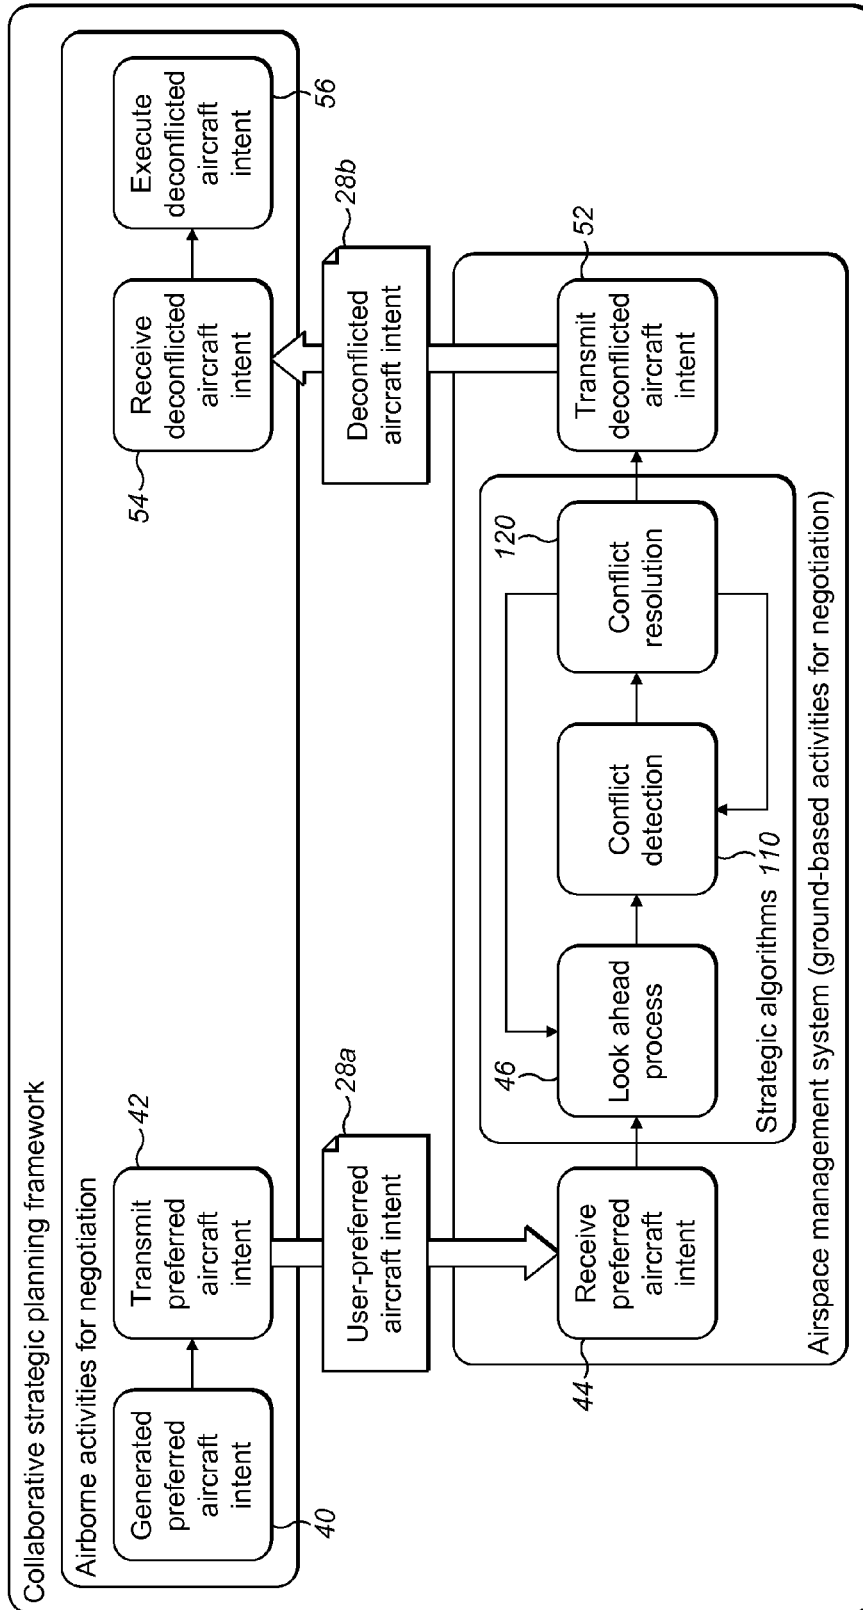 Collaborative strategic planning framework
Airborne activities for negotiation
Generated
preferred
aircraft
intent
40
Transmit
preferred
aircraft
intent
42
Receive
deconflicted
aircraft
intent
54
Execute
deconflicted
aircraft
intent
56
User-preferred
aircraft intent
28a
Deconflicted
aircraft intent
28b
Receive
preferred
aircraft
intent
44
Look ahead
process
46
Conflict
detection
110
Conflict
resolution
120
Strategic algorithms
Transmit
deconflicted
aircraft
intent
52
Airspace management system (ground-based activities for negotiation)